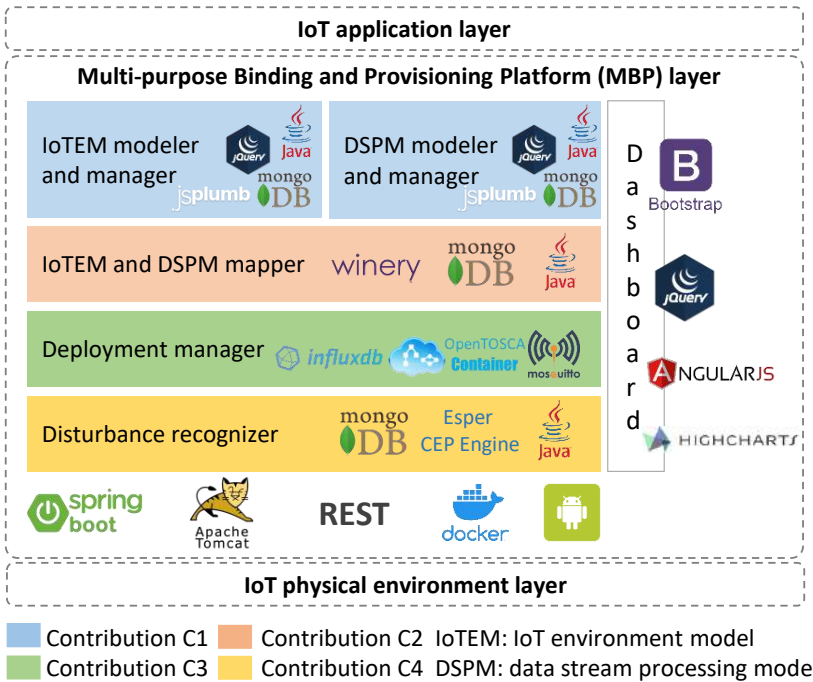 IoT application layer
Multi-purpose Binding and Provisioning Platform (MBP) layer
IoTEM modeler
and manager
jQuery
Java
jsplumb
mongo
DB
DSPM modeler
and manager
jQuery
Java
jsplumb
mongo
DB
Dashboard
B
Bootstrap
jQuery
ANGULARJS
HIGHCHARTS
IoTEM and DSPM mapper
winery
mongo
DB
Java
Deployment manager
influxdb
OpenTOSCA
Container
mosquitto
Disturbance recognizer
mongo
DB
Esper
CEP Engine
Java
spring
boot
Apache
Tomcat
REST
docker
IoT physical environment layer
Contribution C1
Contribution C2
IoTEM: IoT environment model
Contribution C3
Contribution C4
DSPM: data stream processing mode